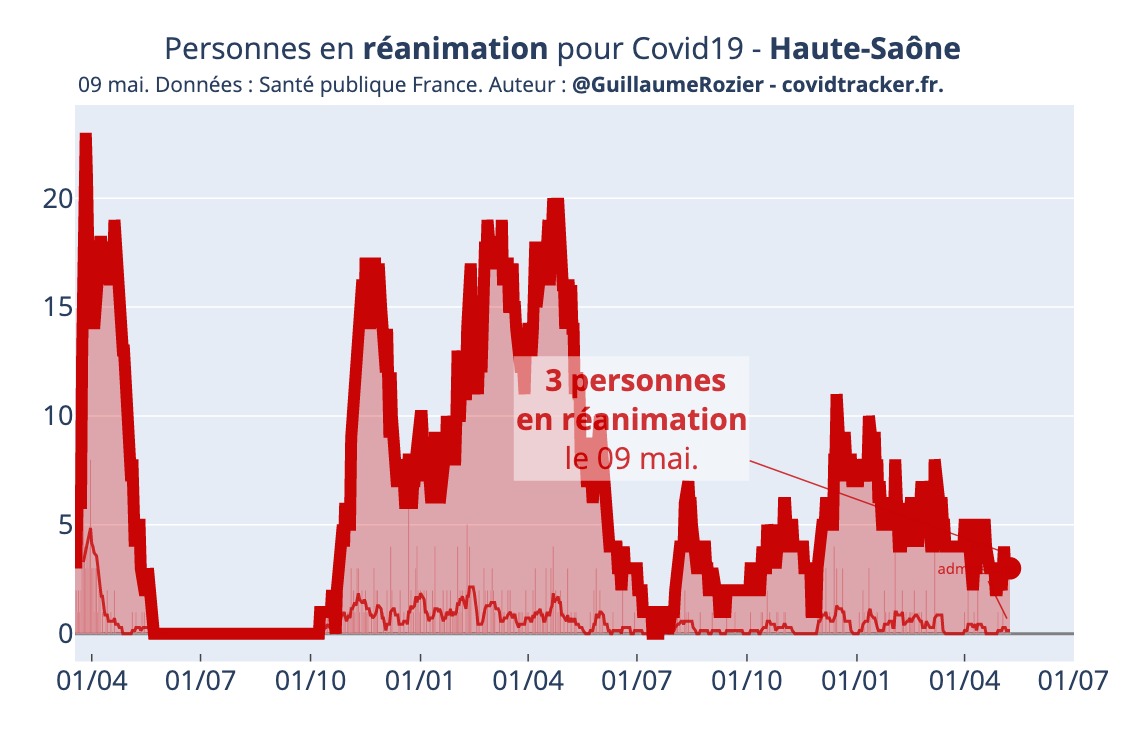 Personnes en réanimation pour Covid19 - Haute-Saône
09 mai. Données : Santé publique France. Auteur : @GuillaumeRozier - covidtracker.fr.
20
15
10
5
0
3 personnes
en réanimation
le 09 mai.
01/04 01/07 01/10 01/01 01/04 01/07 01/10 01/01 01/04 01/07